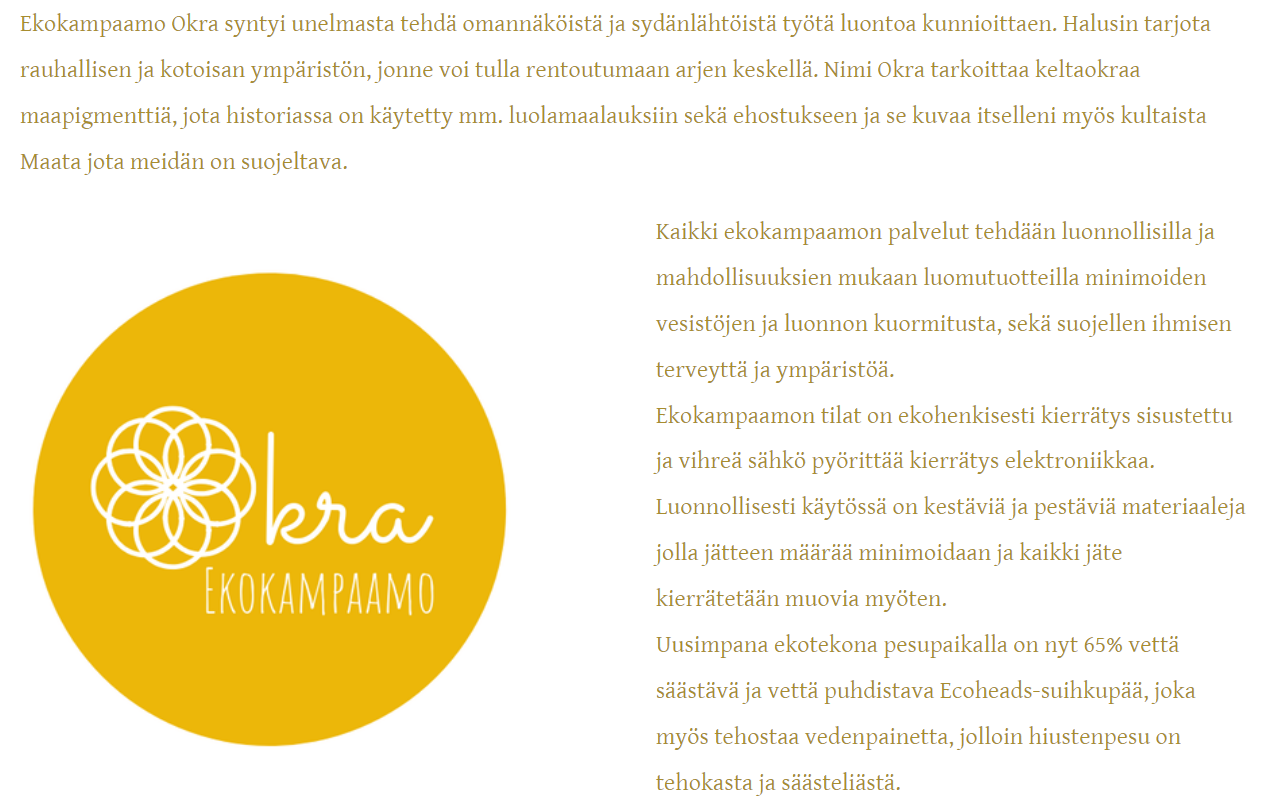 Ekokampaamo Okra syntyi unelmasta tehdä omannäköistä ja sydänlähtöistä työtä luontoa kunnioittaen. Halusin tarjota
rauhallisen ja kotoisan ympäristön, jonne voi tulla rentoutumaan arjen keskellä. Nimi Okra tarkoittaa keltaokraa
maapigmenttiä, jota historiassa on käytetty mm. luolamaalauksiin sekä ehostukseen ja se kuvaa itselleni myös kultaista
Maata jota meidän on suojeltava.
Okra
Ekokampaamo
Kaikki ekokampaamon palvelut tehdään luonnollisilla ja
mahdollisuuksien mukaan luomutuotteilla minimoiden
vesistöjen ja luonnon kuormitusta, sekä suojellen ihmisen
terveyttä ja ympäristöä.
Ekokampaamon tilat on ekohenkisesti kierrätys sisustettu
ja vihreä sähkö pyörittää kierrätys elektroniikkaa.
Luonnollisesti käytössä on kestäviä ja pestäviä materiaaleja
jolla jätteen määrää minimoidaan ja kaikki jäte
kierrätetään muovia myöten.
Uusimpana ekotekona pesupaikalla on nyt 65% vettä
säästävä ja vettä puhdistava Ecoheads-suihkupää, joka
myös tehostaa vedenpainetta, jolloin hiustenpesu on
tehokasta ja säästeliästä.